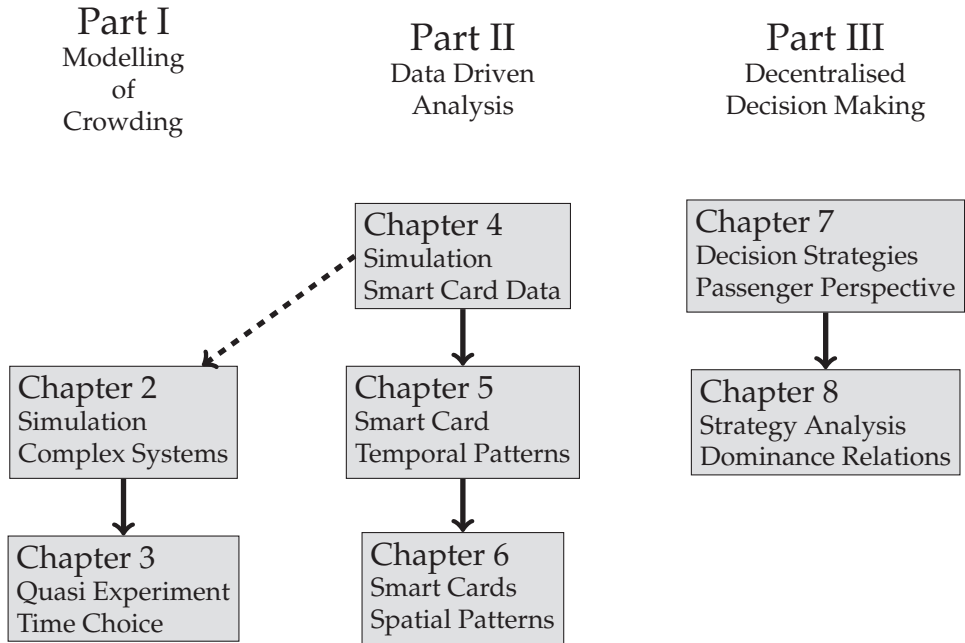 Part I
Modelling
of
Crowding
Part II
Data Driven
Analysis
Part III
Decentralised
Decision Making
Chapter 4
Simulation
Smart Card Data
Chapter 7
Decision Strategies
Passenger Perspective
Chapter 2
Simulation
Complex Systems
Chapter 5
Smart Card
Temporal Patterns
Chapter 8
Strategy Analysis
Dominance Relations
Chapter 3
Quasi Experiment
Time Choice
Chapter 6
Smart Cards
Spatial Patterns